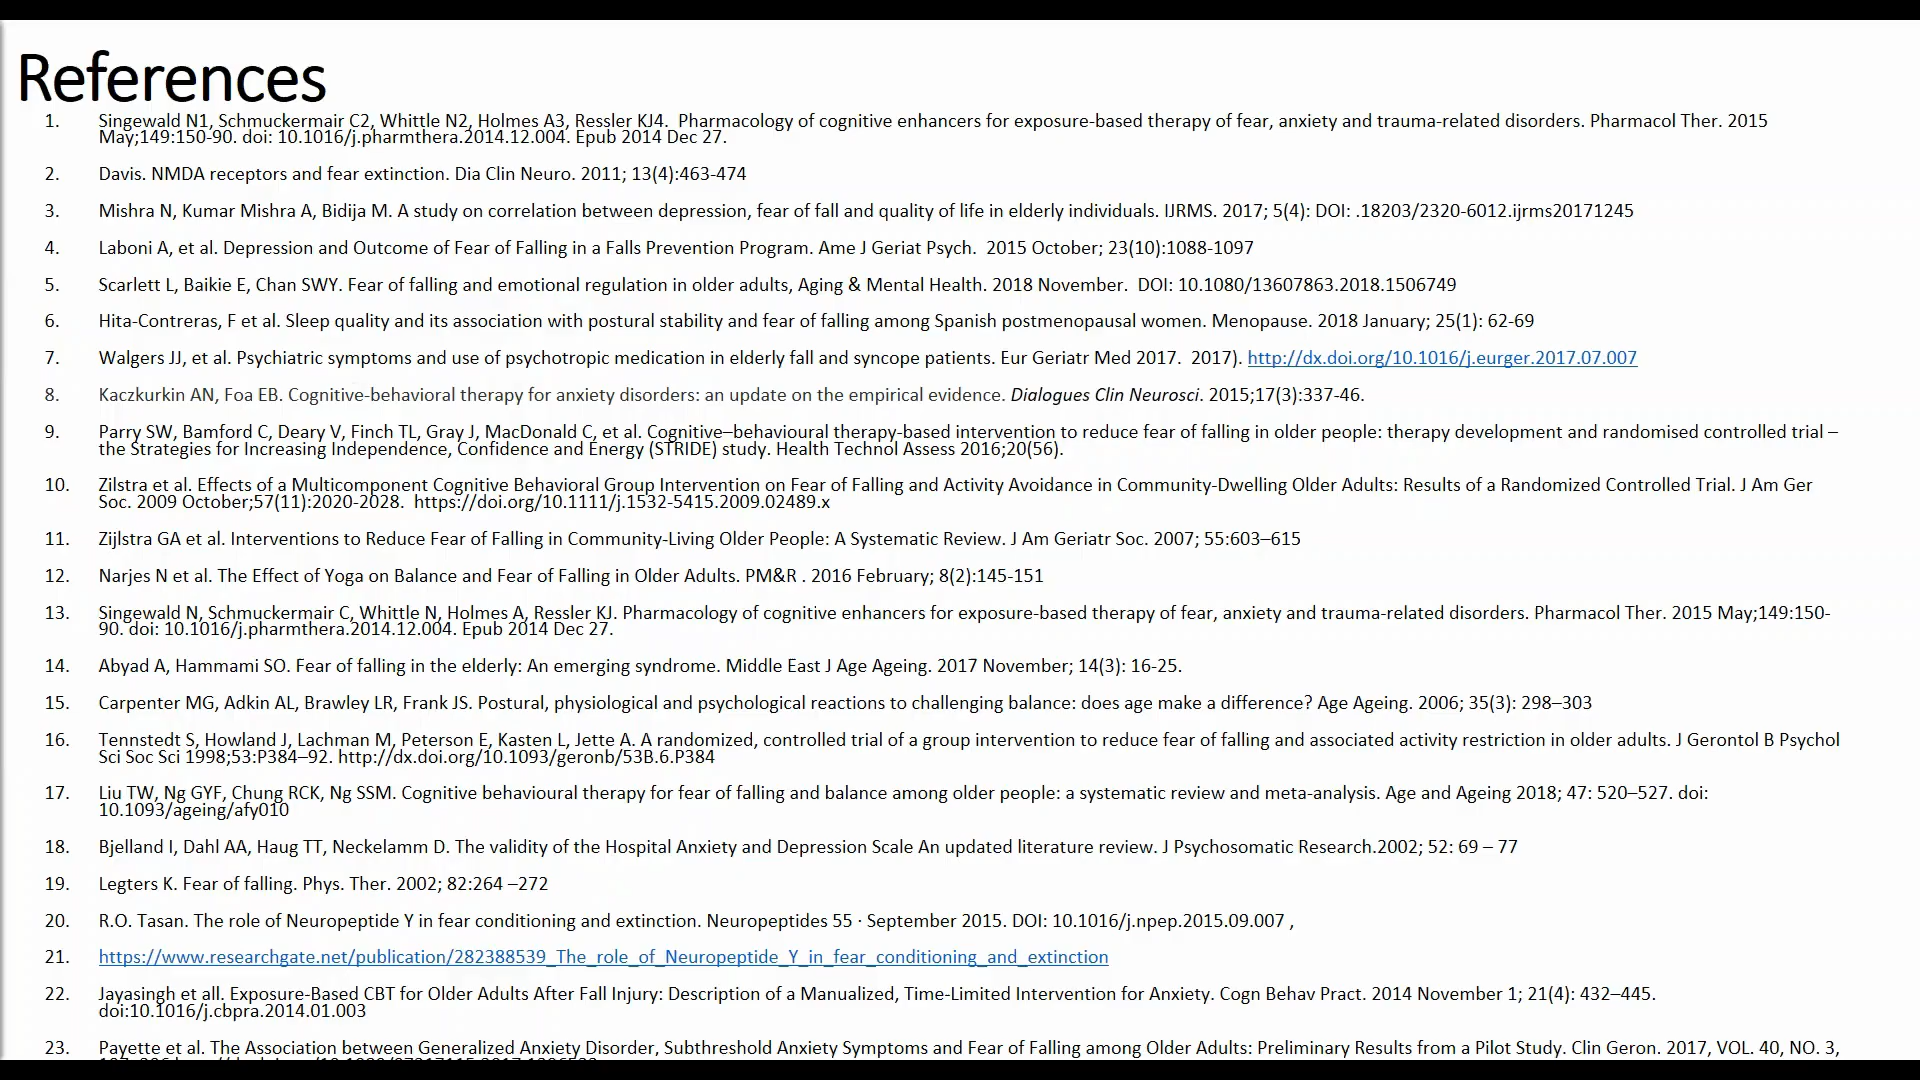 References
1. Singewald N1, Schmuckermair C2, Whittle N2, Holmes A3, Ressler KJ4.  Pharmacology of cognitive enhancers for exposure-based therapy of fear, anxiety and trauma-related disorders. Pharmacol Ther. 2015
May;149:150-90. doi: 10.1016/j.pharmthera.2014.12.004. Epub 2014 Dec 27.
2. Davis. NMDA receptors and fear extinction. Dia Clin Neuro. 2011; 13(4):463-474
3. Mishra N, Kumar Mishra A, Bidija M. A study on correlation between depression, fear of fall and quality of life in elderly individuals. IJRMS. 2017; 5(4): DOI: .18203/2320-6012.ijrms20171245
4. Laboni A, et al. Depression and Outcome of Fear of Falling in a Falls Prevention Program. Ame J Geriat Psych.  2015 October; 23(10):1088-1097
5. Scarlett L, Baikie E, Chan SWY. Fear of falling and emotional regulation in older adults, Aging & Mental Health. 2018 November.  DOI: 10.1080/13607863.2018.1506749
6. Hita-Contreras, F et al. Sleep quality and its association with postural stability and fear of falling among Spanish postmenopausal women. Menopause. 2018 January; 25(1): 62-69
7. Walgers JJ, et al. Psychiatric symptoms and use of psychotropic medication in elderly fall and syncope patients. Eur Geriatr Med 2017.  2017). http://dx.doi.org/10.1016/j.eurger.2017.07.007
8. Kaczkurkin AN, Foa EB. Cognitive-behavioral therapy for anxiety disorders: an update on the empirical evidence. Dialogues Clin Neurosci. 2015;17(3):337-46.
9. Parry SW, Bamford C, Deary V, Finch TL, Gray J, MacDonald C, et al. Cognitive–behavioural therapy-based intervention to reduce fear of falling in older people: therapy development and randomised controlled trial –
the Strategies for Increasing Independence, Confidence and Energy (STRIDE) study. Health Technol Assess 2016;20(56).
10. Zilstra et al. Effects of a Multicomponent Cognitive Behavioral Group Intervention on Fear of Falling and Activity Avoidance in Community-Dwelling Older Adults: Results of a Randomized Controlled Trial. J Am Ger
Soc. 2009 October;57(11):2020-2028.  https://doi.org/10.1111/j.1532-5415.2009.02489.x
11. Zijlstra GA et al. Interventions to Reduce Fear of Falling in Community-Living Older People: A Systematic Review. J Am Geriatr Soc. 2007; 55:603–615
12. Narjes N et al. The Effect of Yoga on Balance and Fear of Falling in Older Adults. PM&R . 2016 February; 8(2):145-151
13. Singewald N, Schmuckermair C, Whittle N, Holmes A, Ressler KJ. Pharmacology of cognitive enhancers for exposure-based therapy of fear, anxiety and trauma-related disorders. Pharmacol Ther. 2015 May;149:150-
90. doi: 10.1016/j.pharmthera.2014.12.004. Epub 2014 Dec 27.
14. Abyad A, Hammami SO. Fear of falling in the elderly: An emerging syndrome. Middle East J Age Ageing. 2017 November; 14(3): 16-25.
15. Carpenter MG, Adkin AL, Brawley LR, Frank JS. Postural, physiological and psychological reactions to challenging balance: does age make a difference? Age Ageing. 2006; 35(3): 298–303
16. Tennstedt S, Howland J, Lachman M, Peterson E, Kasten L, Jette A. A randomized, controlled trial of a group intervention to reduce fear of falling and associated activity restriction in older adults. J Gerontol B Psychol
Sci Soc Sci 1998;53:P384–92. http://dx.doi.org/10.1093/geronb/53B.6.P384
17. Liu TW, Ng GYF, Chung RCK, Ng SSM. Cognitive behavioural therapy for fear of falling and balance among older people: a systematic review and meta-analysis. Age and Ageing 2018; 47: 520–527. doi:
10.1093/ageing/afy010
18. Bjelland I, Dahl AA, Haug TT, Neckelamm D. The validity of the Hospital Anxiety and Depression Scale An updated literature review. J Psychosomatic Research.2002; 52: 69 – 77
19. Legters K. Fear of falling. Phys. Ther. 2002; 82:264 –272
20. R.O. Tasan. The role of Neuropeptide Y in fear conditioning and extinction. Neuropeptides 55 · September 2015. DOI: 10.1016/j.npep.2015.09.007 ,
21. https://www.researchgate.net/publication/282388539_The_role_of_Neuropeptide_Y_in_fear_conditioning_and_extinction
22. Jayasingh et all. Exposure-Based CBT for Older Adults After Fall Injury: Description of a Manualized, Time-Limited Intervention for Anxiety. Cogn Behav Pract. 2014 November 1; 21(4): 432–445.
doi:10.1016/j.cbpra.2014.01.003
23. Payette et al. The Association between Generalized Anxiety Disorder, Subthreshold Anxiety Symptoms and Fear of Falling among Older Adults: Preliminary Results from a Pilot Study. Clin Geron. 2017, VOL. 40, NO. 3,